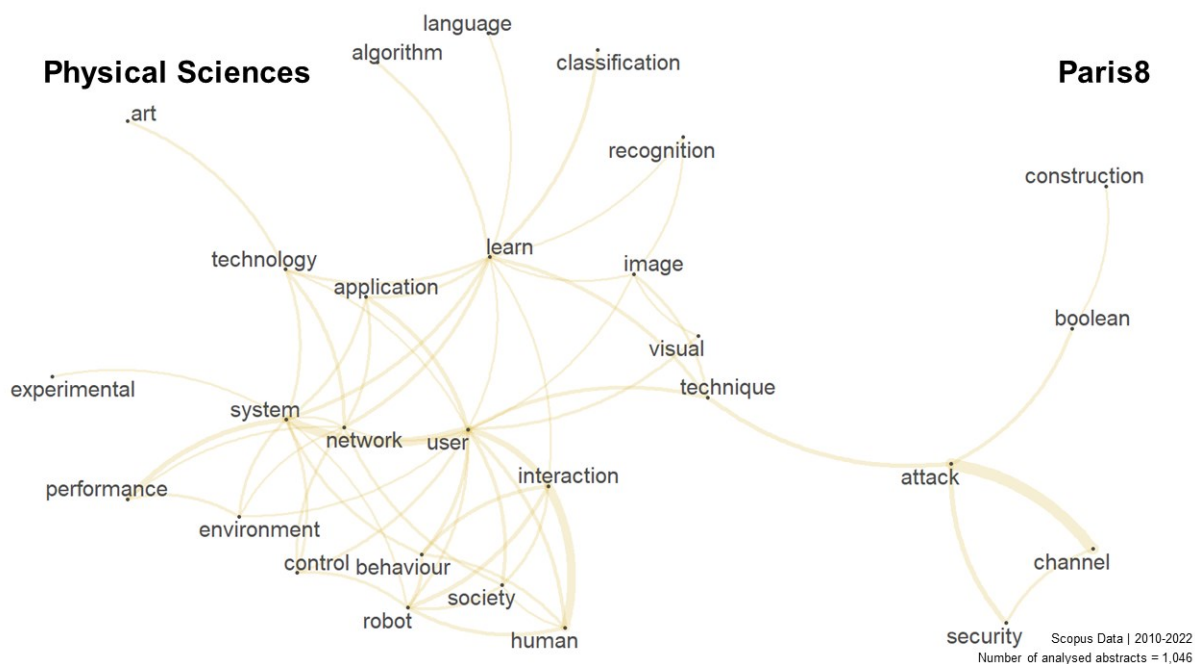 language
algorithm
classification
Physical Sciences
Paris8
art
recognition
construction
learn
technology
image
application
boolean
visual
experimental
technique
system
network
user
interaction
attack
performance
environment
control
behaviour
channel
society
robot
human
security
Scopus Data | 2010-2022
Number of analysed abstracts = 1,046